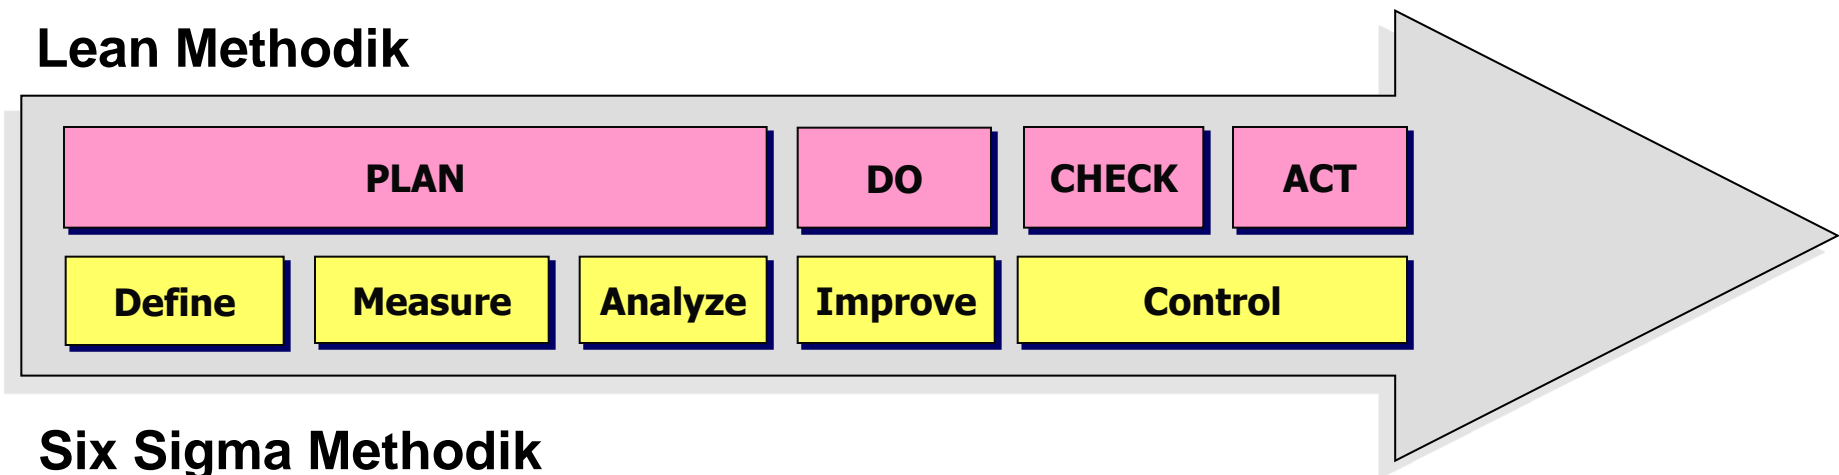 Lean Methodik
PLAN DO CHECK ACT
Define Measure Analyze Improve Control
Six Sigma Methodik